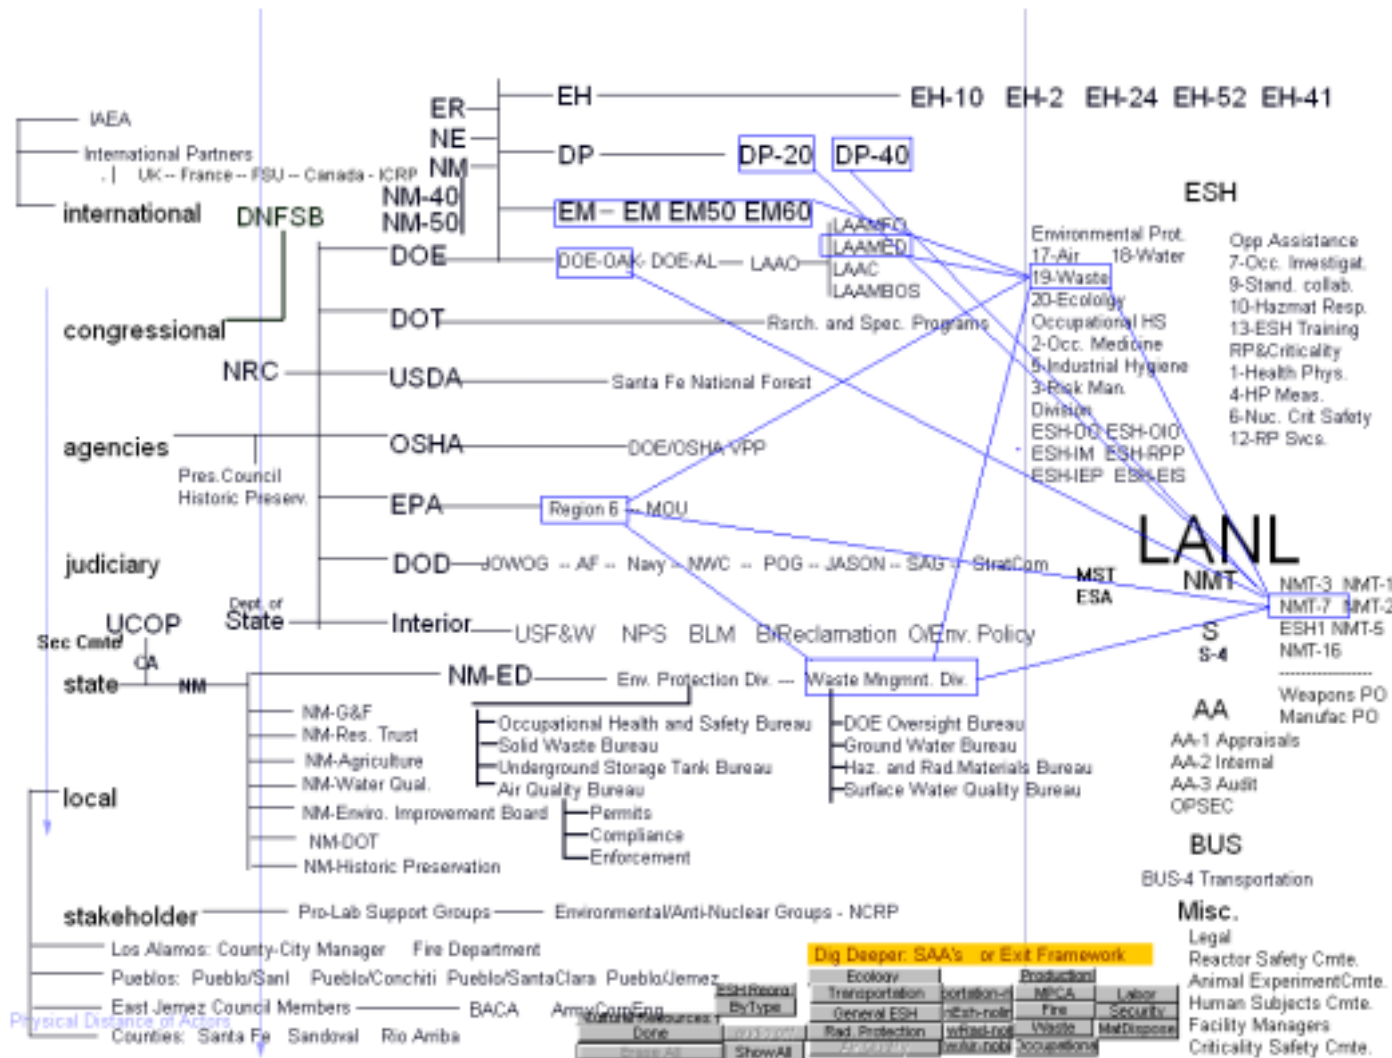 EH EH-10 EH-2 EH-24 EH-52 EH-41
ER
IAEA
NE
International Partners
DP DP-20 DP-40
NM
UK -- France -- FSU -- Canada - ICRP
NM-40
ESH
international DNFSB
NM-50
EM -- EM EM50 EM60
LAAMFO
Environmental Prot.
Opp Assistance
DOE DOE-OAK- DOE-AL LAAO
LAAMED
17-Air 18-Water
7-Occ. Investigat.
LAAC
19-Waste
9-Stand. collab.
LAAMBOS
20-Ecololgy
10-Hazmat Resp.
congressional
DOT Rsrch. and Spec. Programs
Occupational HS
13-ESH Training
2-Occ. Medicine
RP&Criticality
NRC USDA Santa Fe National Forest
5-Industrial Hygiene
1-Health Phys.
3-Risk Man.
4-HP Meas.
Division
6-Nuc. Crit Safety
agencies OSHA DOE/OSHA VPP
ESH-DO ESH-OIO
12-RP Svcs.
ESH-IM ESH-RPP
Pres.Council
ESH-IEP ESH-EIS
Historic Preserv.
EPA Region 6 -- MOU
LANL
judiciary
DOD JOWOG -- AF -- Navy -- NWC -- POG -- JASON -- SAG -- StratCom
MST
NMT
NMT-3 NMT-1
ESA
NMT-7 NMT-2
Dept. of
UCOP State Interior USF&W NPS BLM B/Reclamation O/Env. Policy
S
ESH1 NMT-5
Sec Cmte
S-4
NMT-16
CA
state NM NM-ED Env. Protection Div. --- Waste Mngmnt. Div.
------------------
Weapons PO
Manufac PO
NM-G&F
Occupational Health and Safety Bureau
DOE Oversight Bureau
AA
NM-Res. Trust
Solid Waste Bureau
Ground Water Bureau
AA-1 Appraisals
NM-Agriculture
Underground Storage Tank Bureau
Haz. and Rad.Materials Bureau
AA-2 Internal
NM-Water Qual.
Air Quality Bureau
Surface Water Quality Bureau
AA-3 Audit
local
OPSEC
NM-Enviro. Improvement Board
Permits
NM-DOT
Compliance
BUS
NM-Historic Preservation
Enforcement
BUS-4 Transportation
stakeholder Pro-Lab Support Groups Environmental/Anti-Nuclear Groups - NCRP
Misc.
Los Alamos: County-City Manager Fire Department
Legal
Dig Deeper: SAA's or Exit Framework
Reactor Safety Cmte.
Pueblos: Pueblo/SanI Pueblo/Conchiti Pueblo/SantaClara Pueblo/Jemez
Ecology Production
Animal ExperimentCmte.
Transportation MPCA Labor
Human Subjects Cmte.
East Jemez Council Members BACA ArmyCorpEng
ByType General ESH Fire Security
Facility Managers
Physical Distance of Actors
Counties: Santa Fe Sandoval Rio Arriba
Done Rad. Protection Waste MatDispose
Criticality Safety Cmte.
Erase All ShowAll Occupational